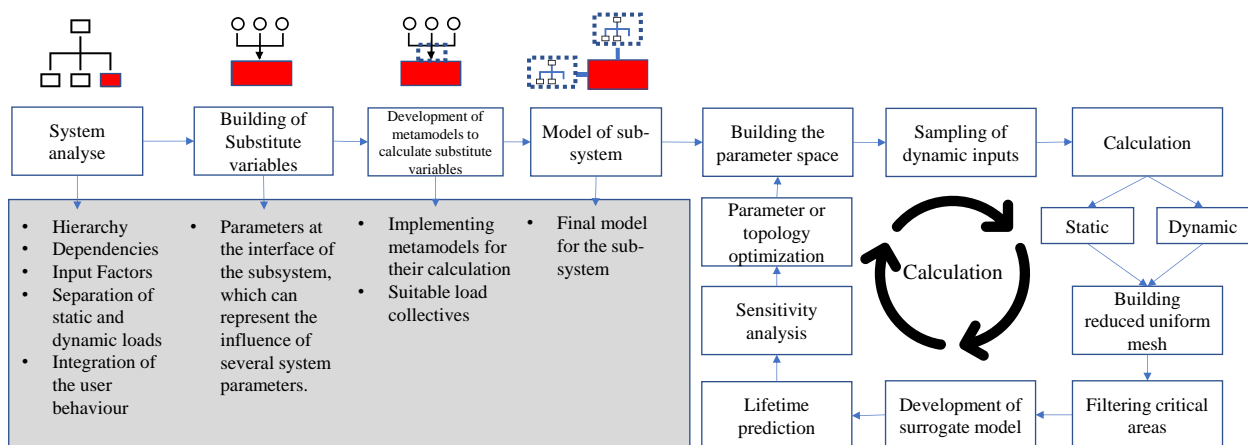 System
analyse
Building of
Substitute
variables
Development of
metamodels to
calculate substitute
variables
Model of sub-
system
Building the
parameter space
Sampling of
dynamic inputs
Calculation
• Hierarchy
• Dependencies
• Input Factors
• Separation of
static and
dynamic loads
• Integration of
the user
behaviour
• Parameters at
the interface of
the subsystem,
which can
represent the
influence of
several system
parameters.
• Implementing
metamodels for
their calculation
• Suitable load
collectives
• Final model
for the sub-
system
Static
Dynamic
Building
reduced uniform
mesh
Filtering critical
areas
Development of
surrogate model
Lifetime
prediction
Sensitivity
analysis
Parameter or
topology
optimization
Calculation